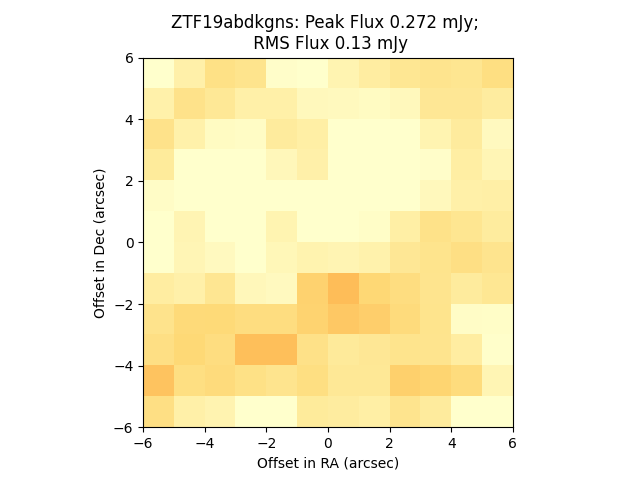 ZTF19abdkgns: Peak Flux 0.272 mJy;
RMS Flux 0.13 mJy
6
4
2
0
−2
−4
−6
Offset in Dec (arcsec)
−6 −4 −2 0 2 4 6
Offset in RA (arcsec)